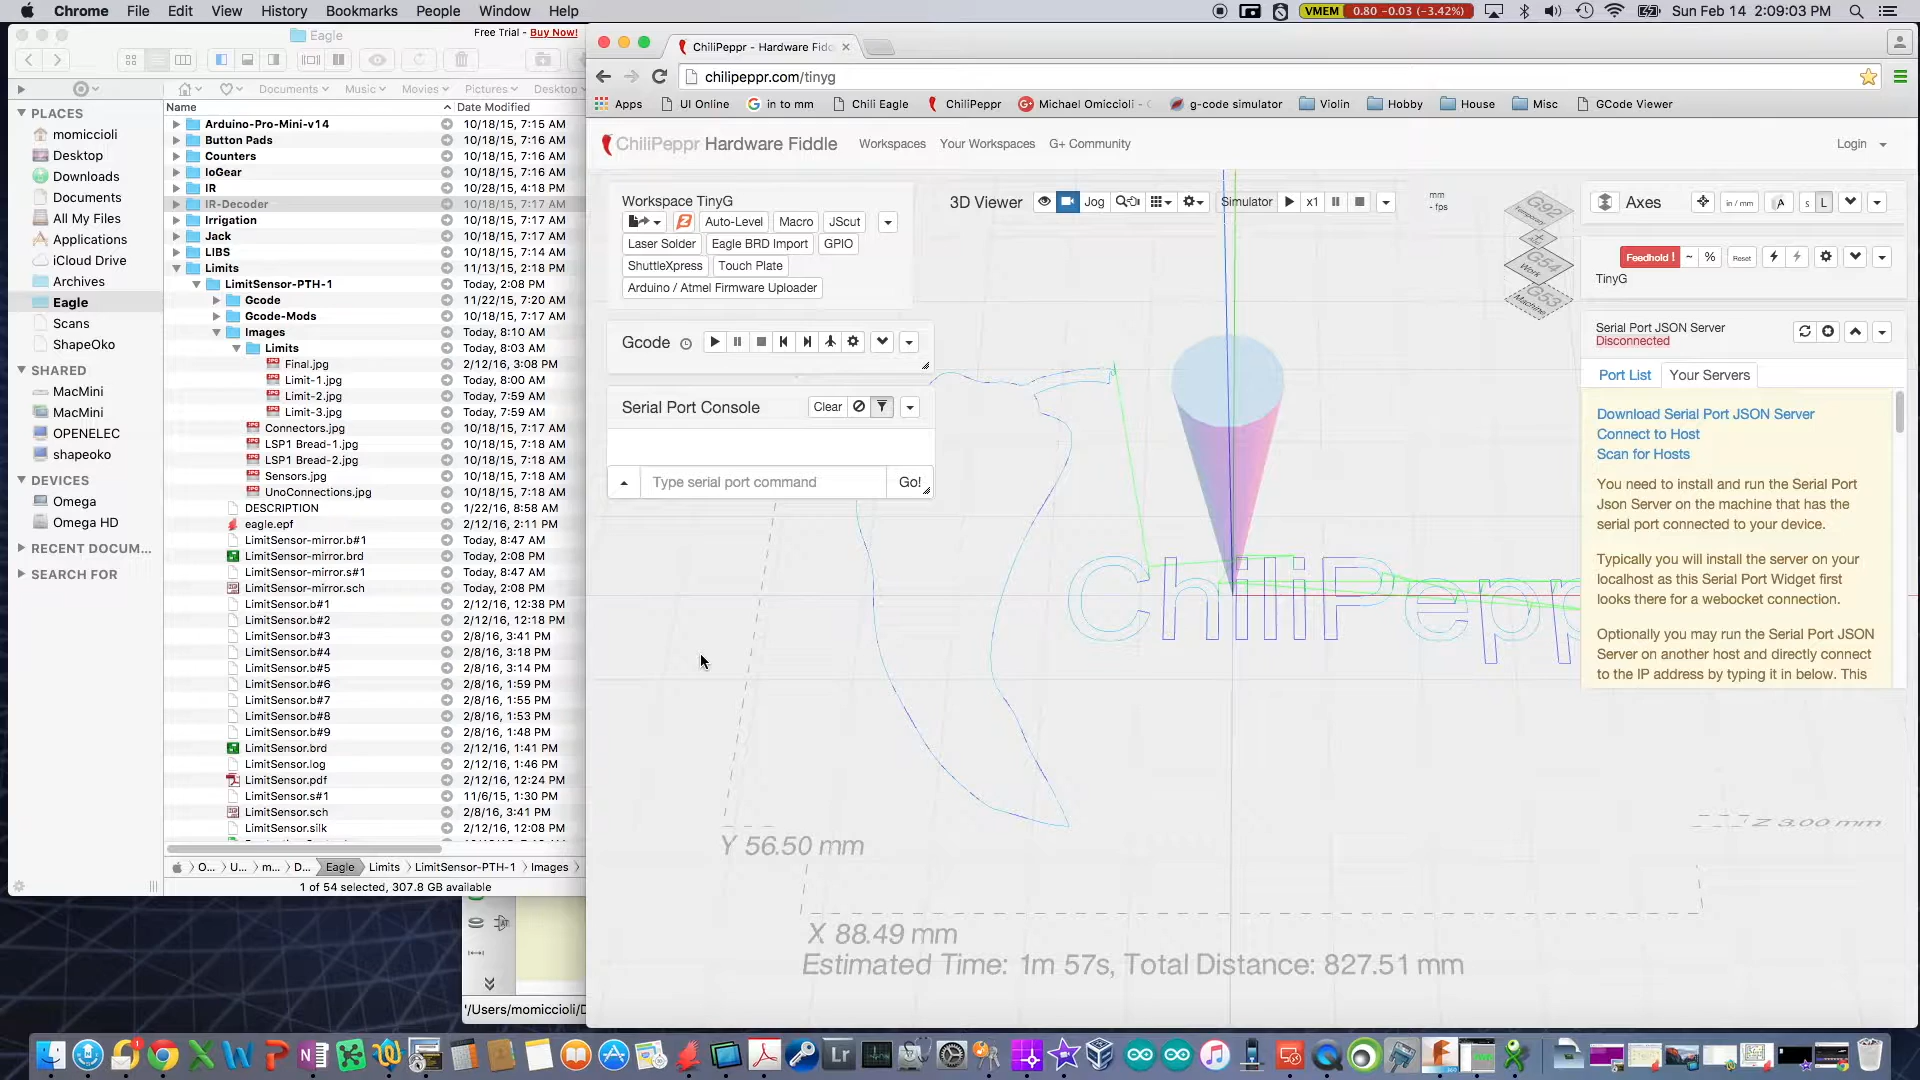 Chrome File Edit View History Bookmarks People Window Help
VMEM 0.80 -0.03 (-3.42%) Sun Feb 14 2:09:03 PM
Eagle
Free Trial - Buy Now!
Documents Music Movies Pictures Desktop
Name Date Modified
PLACES
momiccioli
Desktop
Downloads
Documents
All My Files
Applications
iCloud Drive
Archives
Eagle
Scans
ShapeOko
SHARED
MacMini
MacMini
OPENELEC
shapeoko
DEVICES
Omega
Omega HD
RECENT DOCUM...
SEARCH FOR
Arduino-Pro-Mini-v14 10/18/15, 7:15 AM
Button Pads 10/18/15, 7:16 AM
Counters 10/18/15, 7:16 AM
IoGear 10/18/15, 7:16 AM
IR 10/28/15, 4:18 PM
IR-Decoder 10/18/15, 7:17 AM
Irrigation 10/18/15, 7:17 AM
Jack 10/18/15, 7:17 AM
LIBS 10/18/15, 7:14 AM
Limits 11/13/15, 2:18 PM
LimitSensor-PTH-1 Today, 2:08 PM
Gcode 11/22/15, 7:20 AM
Gcode-Mods 10/18/15, 7:17 AM
Images Today, 8:10 AM
Limits Today, 8:03 AM
Final.jpg 2/12/16, 3:08 PM
Limit-1.jpg Today, 8:00 AM
Limit-2.jpg Today, 7:59 AM
Limit-3.jpg Today, 7:59 AM
Connectors.jpg 10/18/15, 7:17 AM
LSP1 Bread-1.jpg 10/18/15, 7:18 AM
LSP1 Bread-2.jpg 10/18/15, 7:18 AM
Sensors.jpg 10/18/15, 7:18 AM
UnoConnections.jpg 10/18/15, 7:18 AM
DESCRIPTION 1/22/16, 8:58 AM
eagle.epf 2/12/16, 2:11 PM
LimitSensor-mirror.b#1 Today, 8:47 AM
LimitSensor-mirror.brd Today, 2:08 PM
LimitSensor-mirror.s#1 Today, 8:47 AM
LimitSensor-mirror.sch Today, 2:08 PM
LimitSensor.b#1 2/12/16, 12:38 PM
LimitSensor.b#2 2/12/16, 12:18 PM
LimitSensor.b#3 2/8/16, 3:41 PM
LimitSensor.b#4 2/8/16, 3:18 PM
LimitSensor.b#5 2/8/16, 3:14 PM
LimitSensor.b#6 2/8/16, 1:59 PM
LimitSensor.b#7 2/8/16, 1:55 PM
LimitSensor.b#8 2/8/16, 1:53 PM
LimitSensor.b#9 2/8/16, 1:48 PM
LimitSensor.brd 2/12/16, 1:41 PM
LimitSensor.log 2/12/16, 1:46 PM
LimitSensor.pdf 2/12/16, 12:24 PM
LimitSensor.s#1 11/6/15, 1:30 PM
LimitSensor.sch 2/8/16, 3:41 PM
LimitSensor.silk 2/12/16, 12:08 PM
O... U... m... D... Eagle Limits LimitSensor-PTH-1 Images
1 of 54 selected, 307.8 GB available
'/Users/momiccioli/D
ChiliPeppr - Hardware Fidd
chilipeppr.com/tinyg
Apps UI Online in to mm Chili Eagle ChiliPeppr Michael Omiccioli - g-code simulator Violin Hobby House Misc GCode Viewer
ChiliPeppr Hardware Fiddle Workspaces Your Workspaces G+ Community Login
Workspace TinyG
Auto-Level Macro JScut
Laser Solder Eagle BRD Import GPIO
ShuttleXpress Touch Plate
Arduino / Atmel Firmware Uploader
3D Viewer Jog Simulator x1
mm
- fps
Gcode
Serial Port Console Clear
Type serial port command Go!
G92
Temporary
G54
Work
G53
Machine
Axes in / mm A s L
Feedhold ! ~ % Reset
TinyG
Serial Port JSON Server
Disconnected
Port List Your Servers
Download Serial Port JSON Server
Connect to Host
Scan for Hosts
You need to install and run the Serial Port
Json Server on the machine that has the
serial port connected to your device.
Typically you will install the server on your
localhost as this Serial Port Widget first
looks there for a webocket connection.
Optionally you may run the Serial Port JSON
Server on another host and directly connect
to the IP address by typing it in below. This
ChiliPepp
Y 56.50 mm
Z 3.00 mm
X 88.49 mm
Estimated Time: 1m 57s, Total Distance: 827.51 mm
Lr